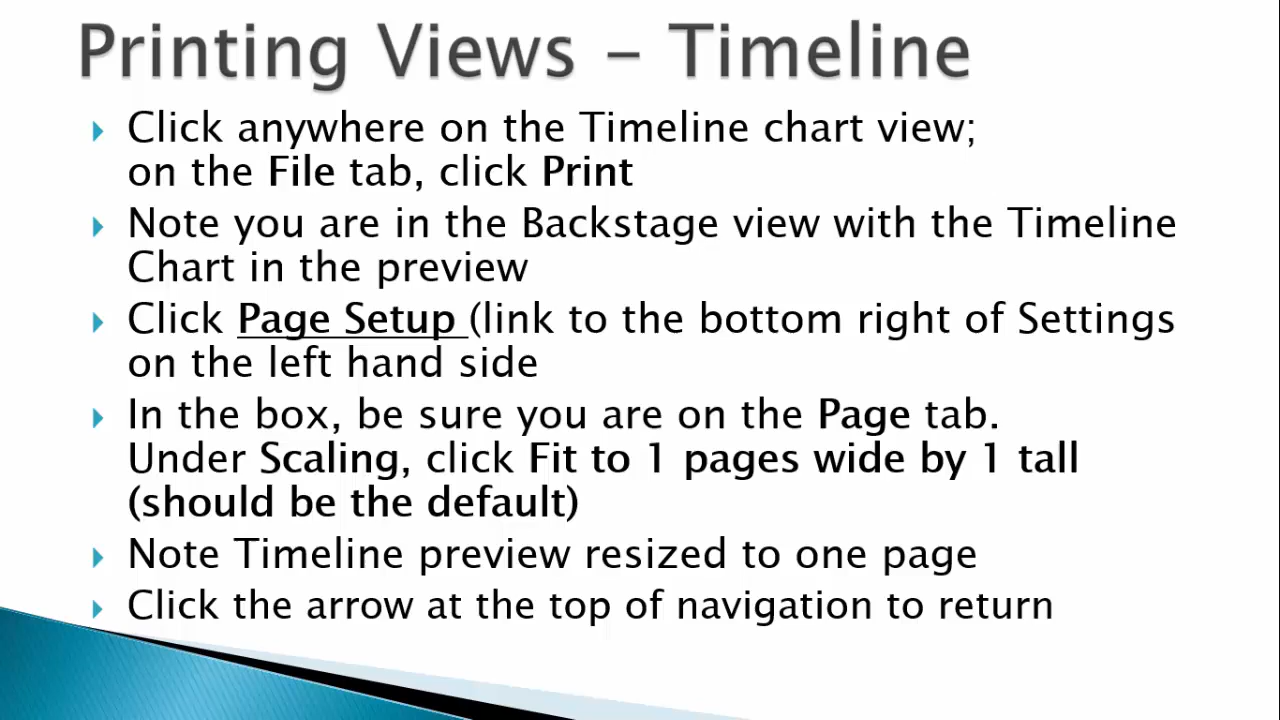 Printing Views - Timeline
Click anywhere on the Timeline chart view;
on the File tab, click Print
Note you are in the Backstage view with the Timeline
Chart in the preview
Click Page Setup (link to the bottom right of Settings
on the left hand side
In the box, be sure you are on the Page tab.
Under Scaling, click Fit to 1 pages wide by 1 tall
(should be the default)
Note Timeline preview resized to one page
Click the arrow at the top of navigation to return